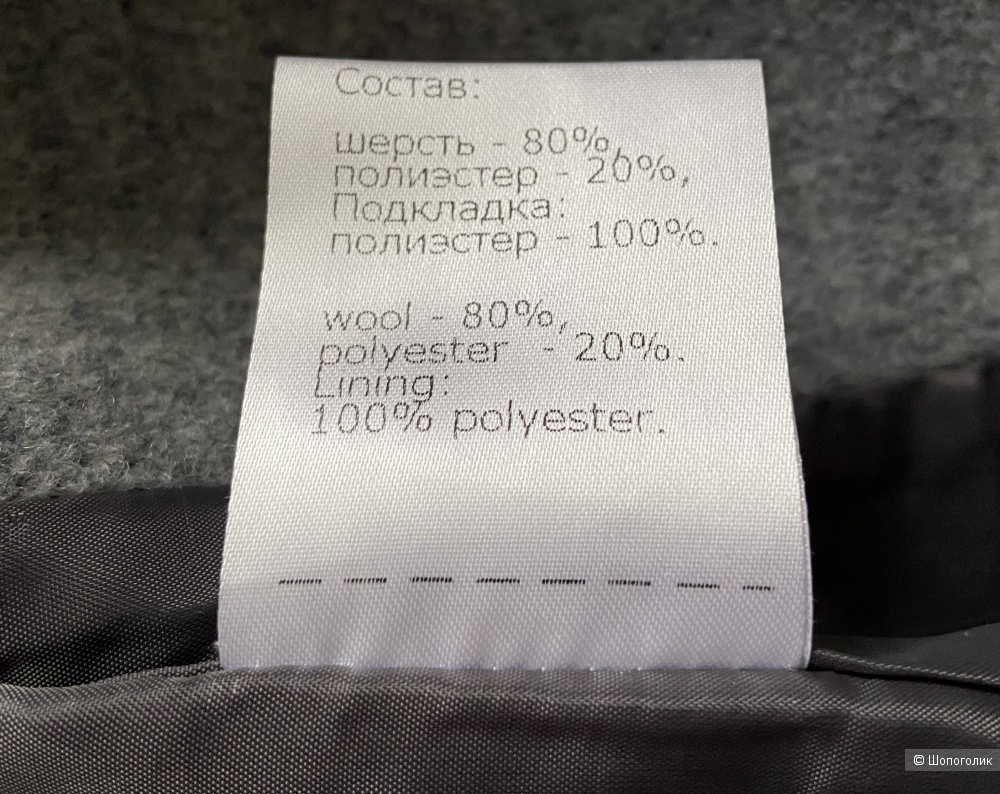 Состав:
шерсть - 80%,
полиэстер - 20%,
Подкладка:
полиэстер - 100%.
wool - 80%,
polyester - 20%.
Lining:
100% polyester.
© Шопоголик